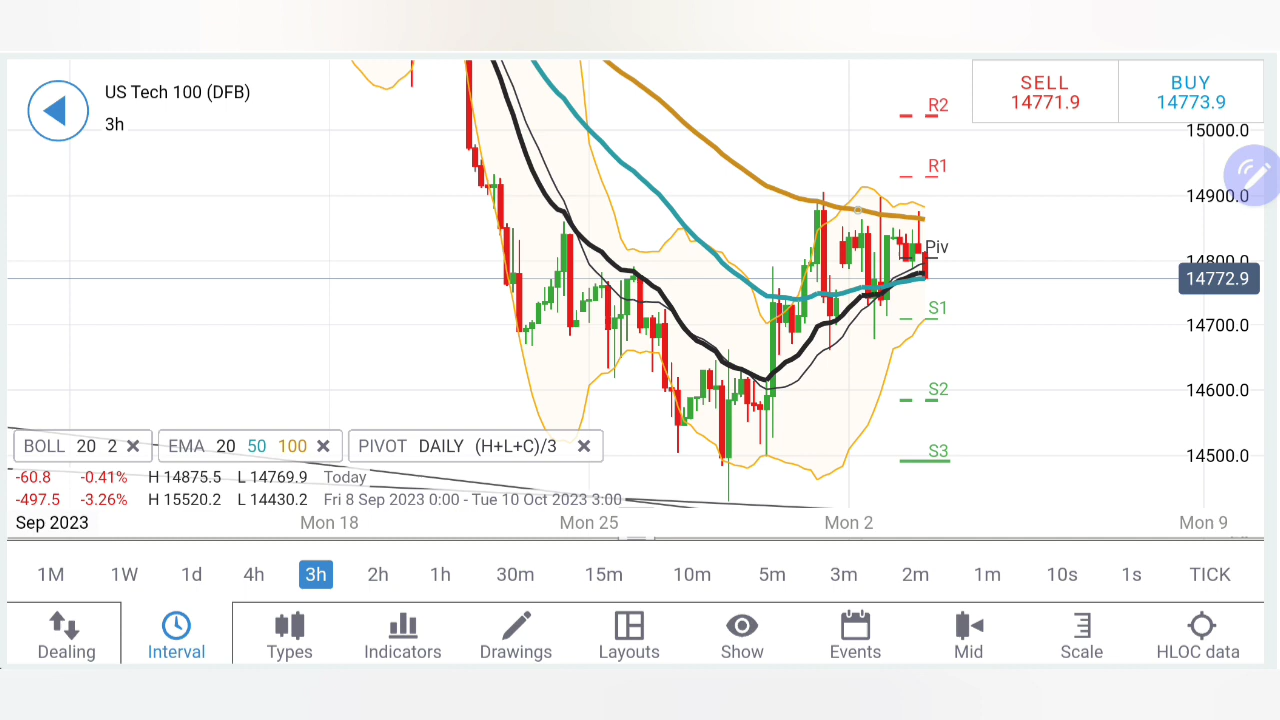 US Tech 100 (DFB)
3h
SELL
14771.9
BUY
14773.9
R2
15000.0
R1
14900.0
Piv
14800.0
14772.9
S1
14700.0
S2
14600.0
S3
14500.0
BOLL 20 2 EMA 20 50 100 PIVOT DAILY (H+L+C)/3
-60.8 -0.41% H 14875.5 L 14769.9 Today
-497.5 -3.26% H 15520.2 L 14430.2 Fri 8 Sep 2023 0:00 - Tue 10 Oct 2023 3:00
Sep 2023 Mon 18 Mon 25 Mon 2 Mon 9
1M 1W 1d 4h 3h 2h 1h 30m 15m 10m 5m 3m 2m 1m 10s 1s TICK
Dealing Interval Types Indicators Drawings Layouts Show Events Mid Scale HLOC data